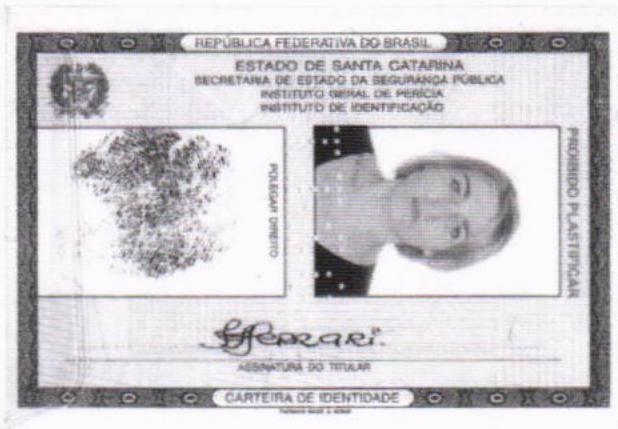 REPÚBLICA FEDERATIVA DO BRASIL
ESTADO DE SANTA CATARINA
SECRETARIA DE ESTADO DA SEGURANÇA PÚBLICA
INSTITUTO GERAL DE PERÍCIA
INSTITUTO DE IDENTIFICAÇÃO
POLEGAR DIREITO
PROIBIDO PLASTIFICAR
Ferrari
ASSINATURA DO TITULAR
CARTEIRA DE IDENTIDADE